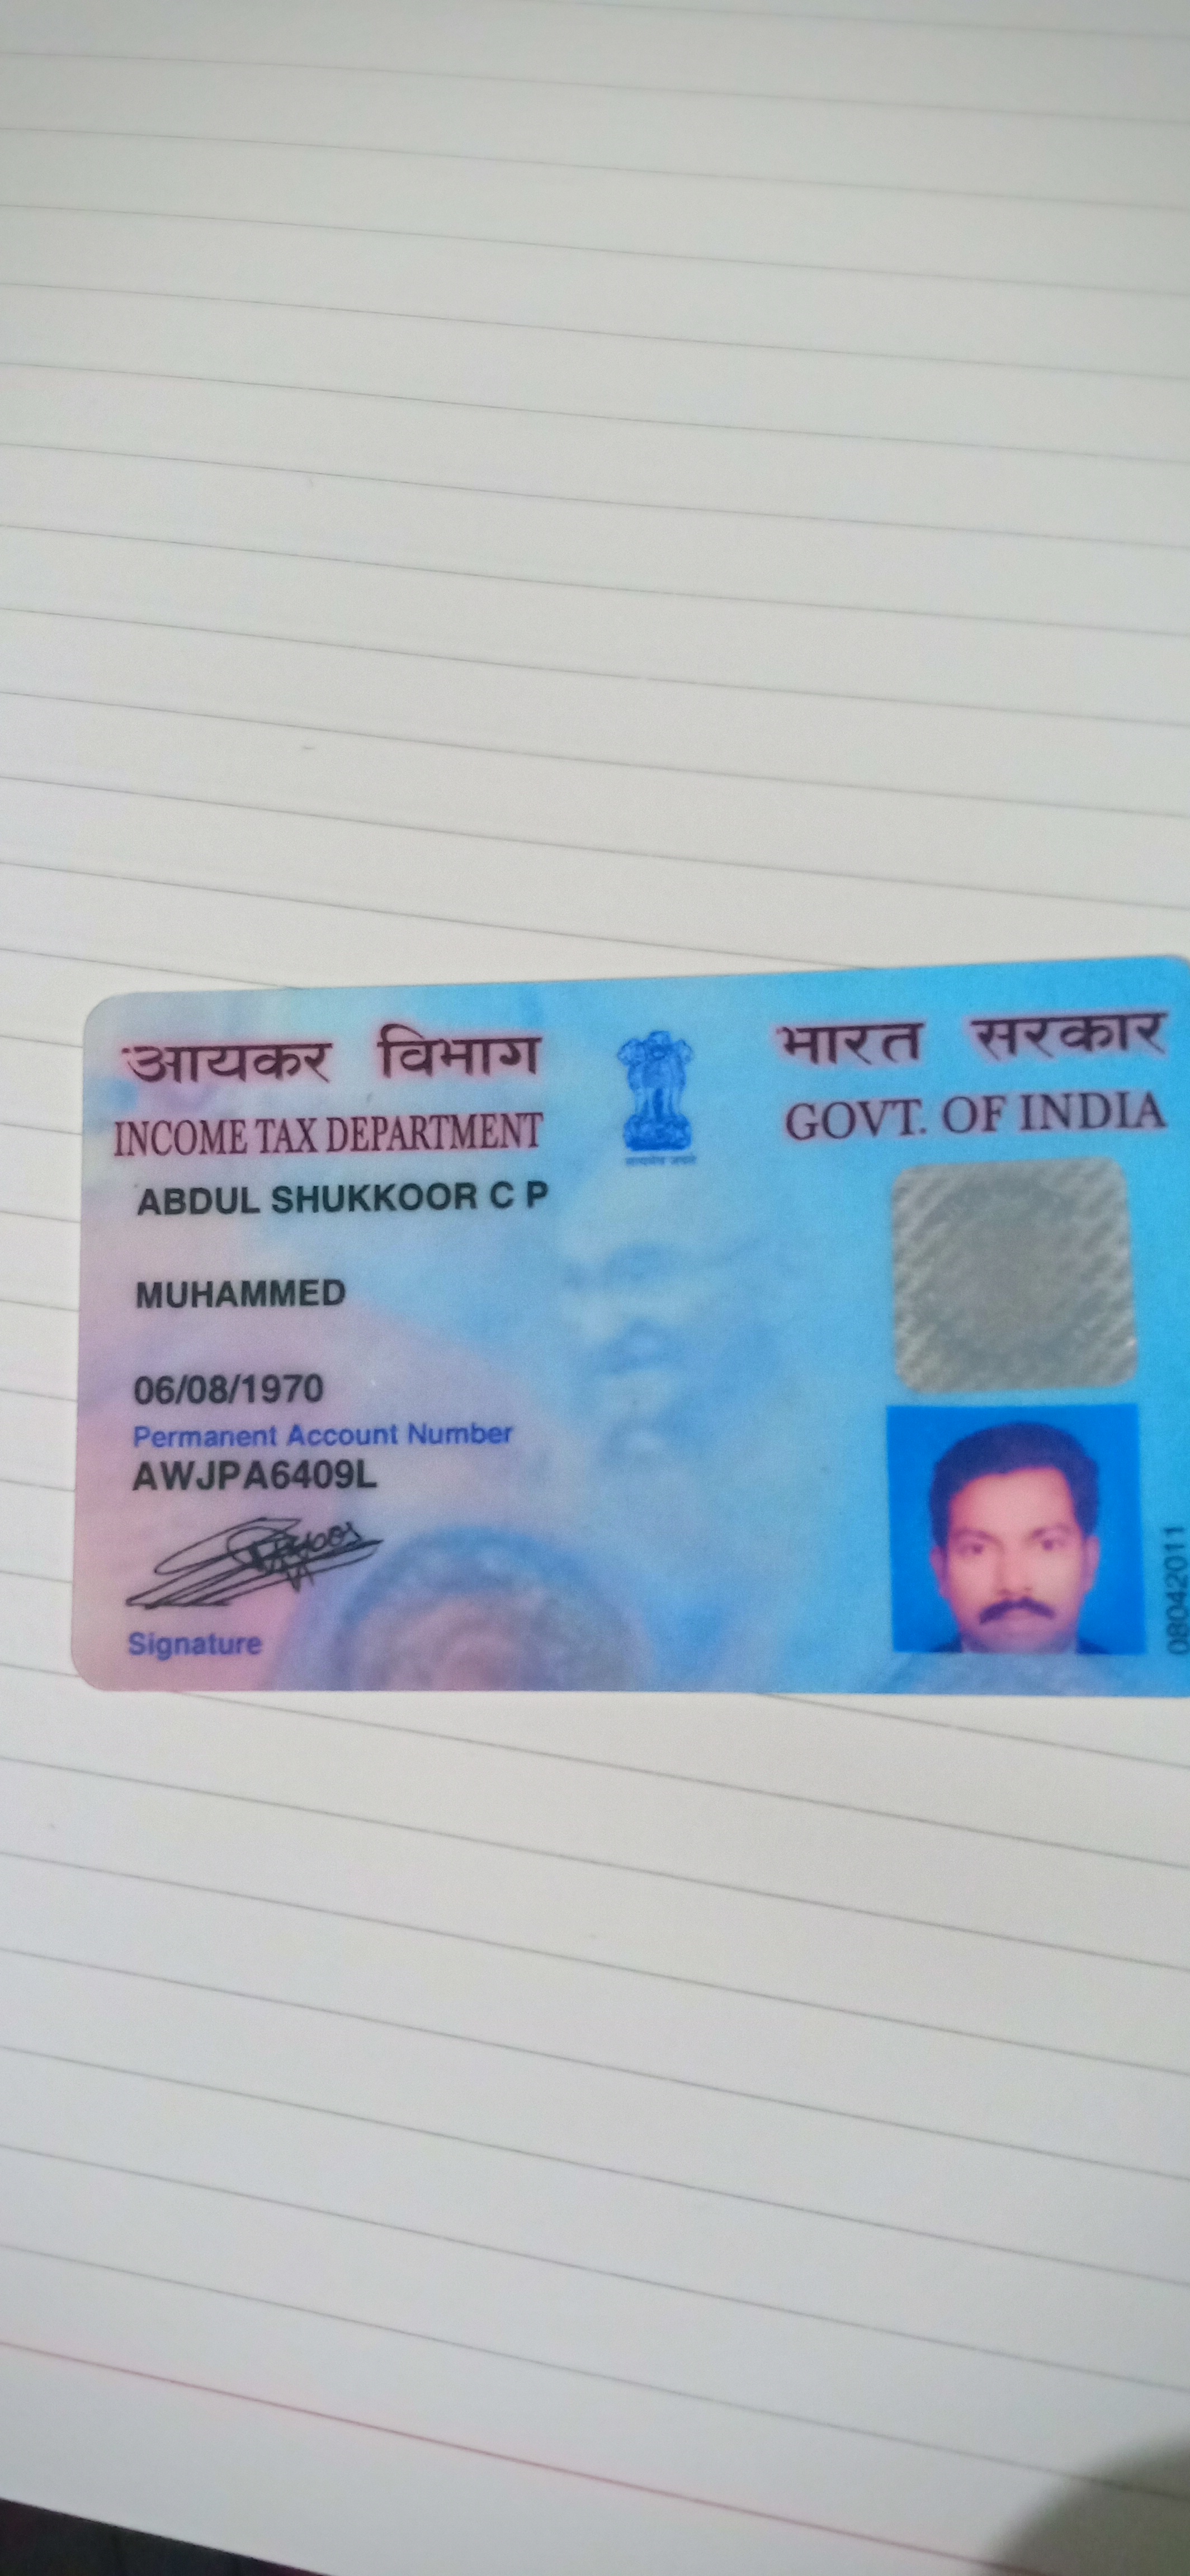 आयकर विभाग
INCOME TAX DEPARTMENT
भारत सरकार
GOVT. OF INDIA
सत्यमेव जयते
ABDUL SHUKKOOR C P
MUHAMMED
06/08/1970
Permanent Account Number
AWJPA6409L
Signature
08042011